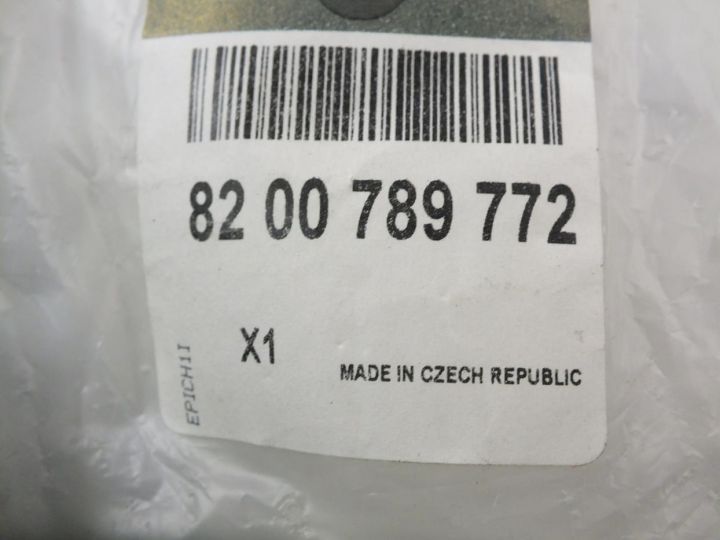 82 00 789 772
X1
MADE IN CZECH REPUBLIC
EPICH1I